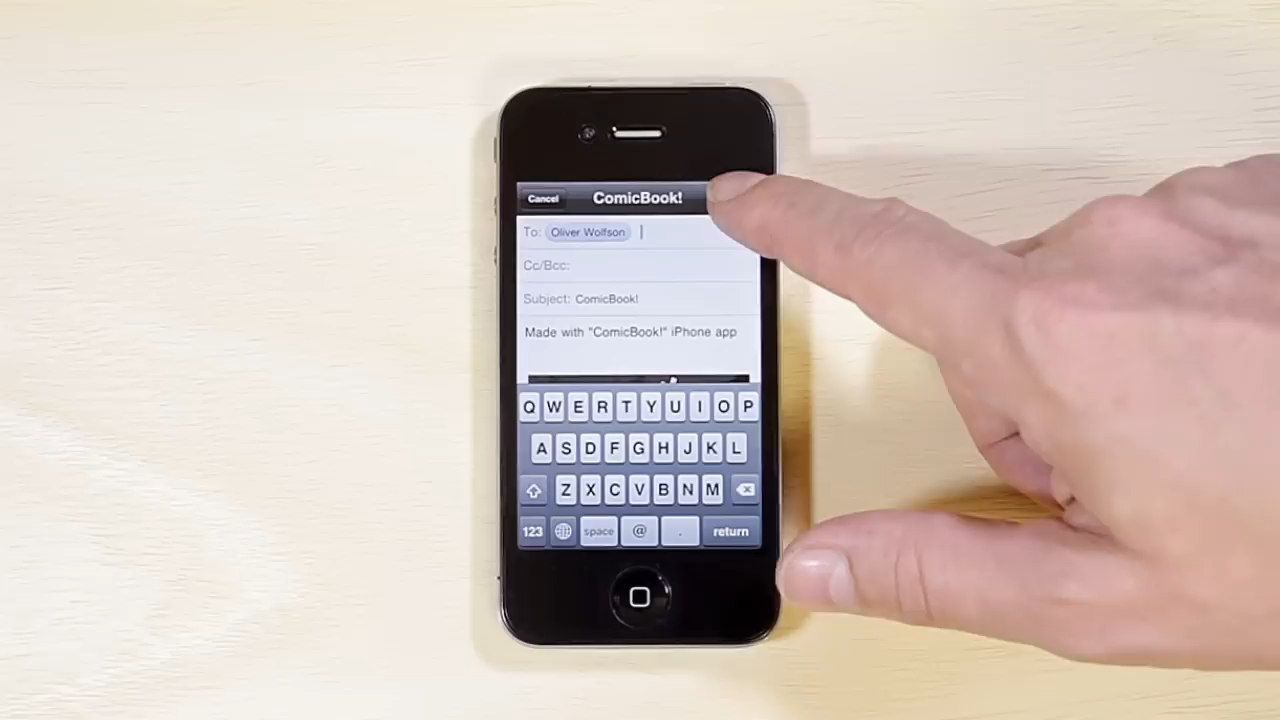 Cancel ComicBook!
To: Oliver Wolfson
Cc/Bcc:
Subject: ComicBook!
Made with "ComicBook!" iPhone app
Q W E R T Y U I O P
A S D F G H J K L
Z X C V B N M
123 space @ . return